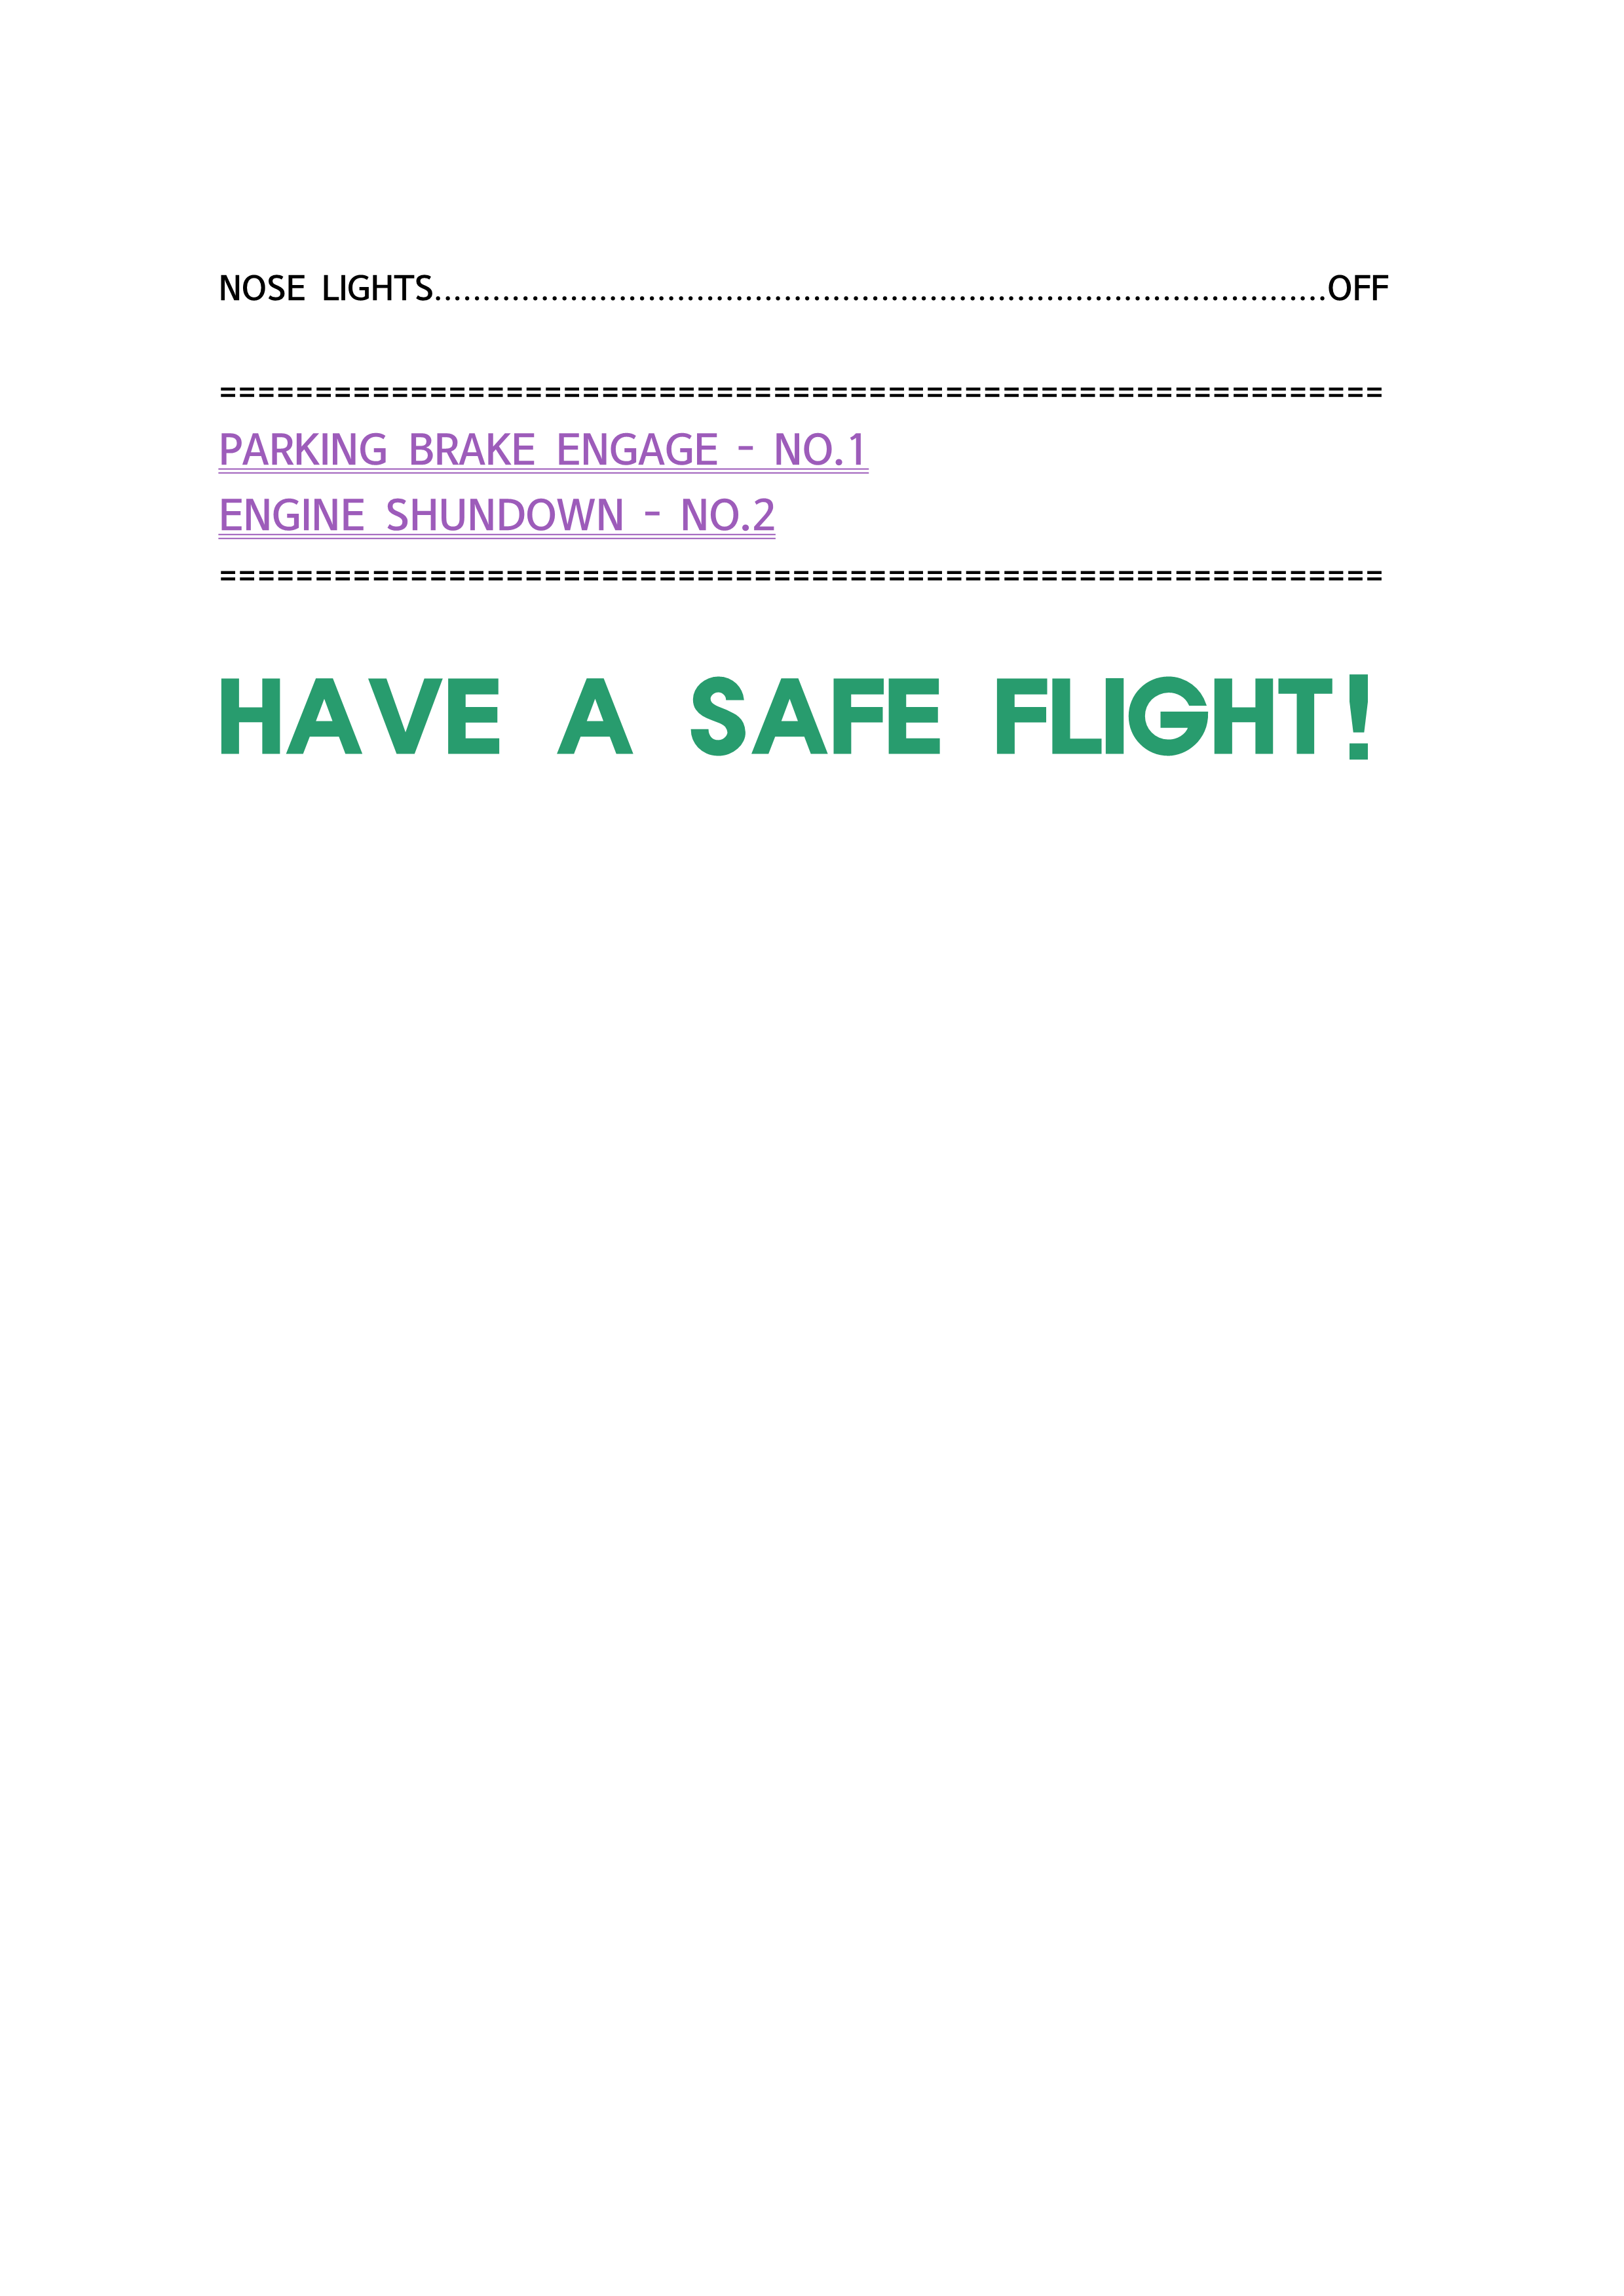 NOSE LIGHTS............................................................................................OFF
=============================================================
PARKING BRAKE ENGAGE - NO.1
ENGINE SHUNDOWN - NO.2
=============================================================
HAVE A SAFE FLIGHT!